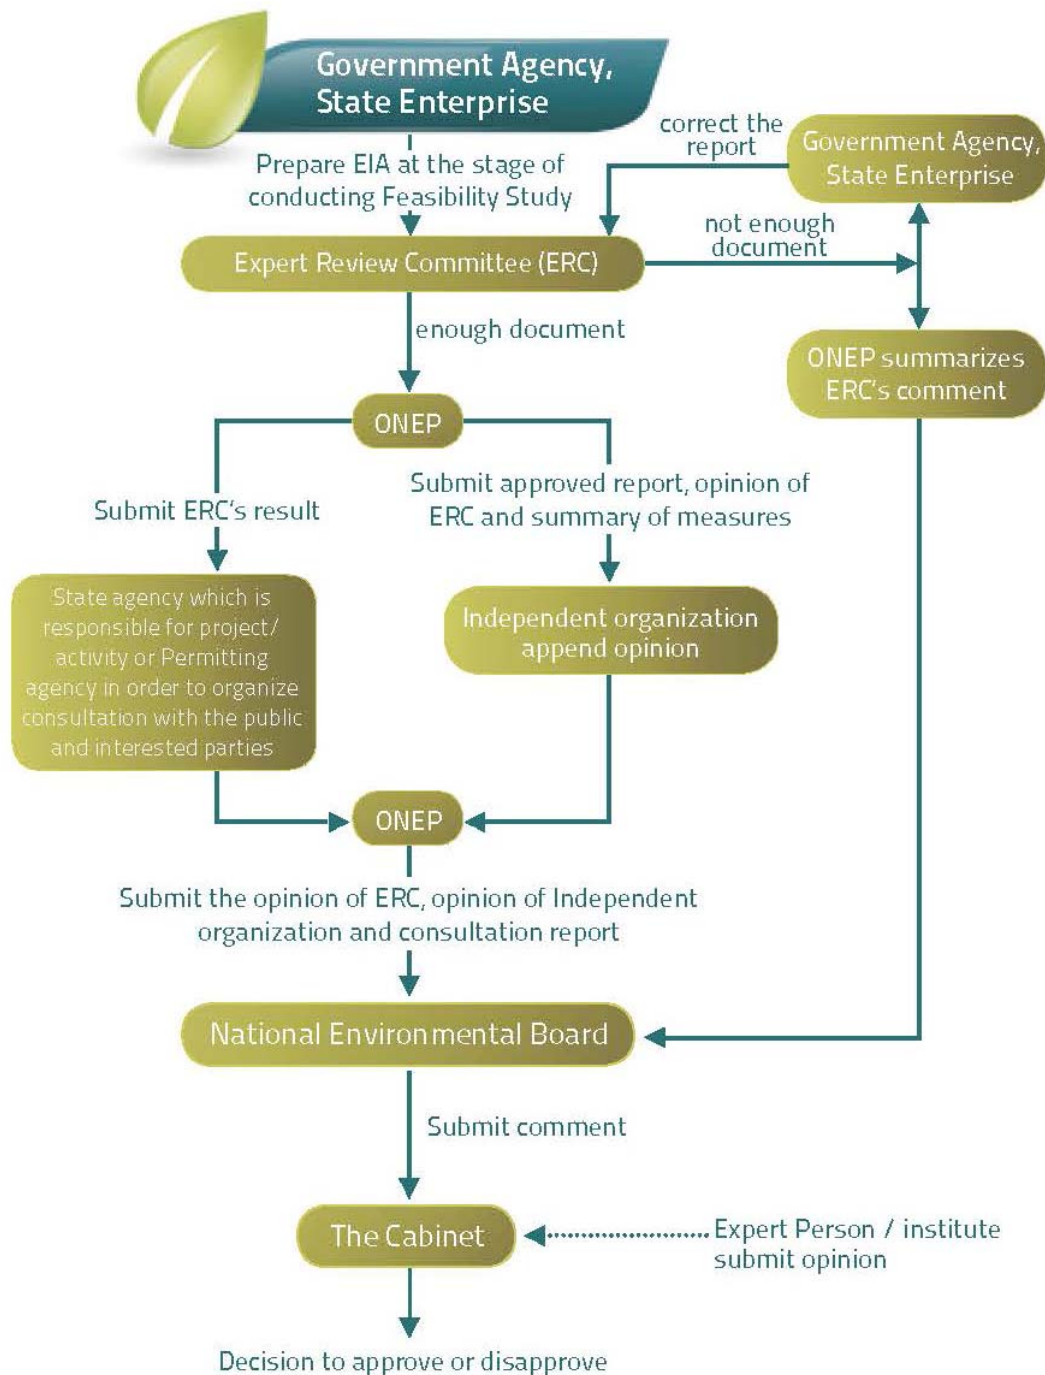 Government Agency,
State Enterprise
correct the
report
Government Agency,
State Enterprise
Prepare EIA at the stage of
conducting Feasibility Study
not enough
document
Expert Review Committee (ERC)
enough document
ONEP summarizes
ERC's comment
ONEP
Submit ERC's result
Submit approved report, opinion of
ERC and summary of measures
State agency which is
responsible for project/
activity or Permitting
agency in order to organize
consultation with the public
and interested parties
Independent organization
append opinion
ONEP
Submit the opinion of ERC, opinion of Independent
organization and consultation report
National Environmental Board
Submit comment
The Cabinet
Expert Person / institute
submit opinion
Decision to approve or disapprove